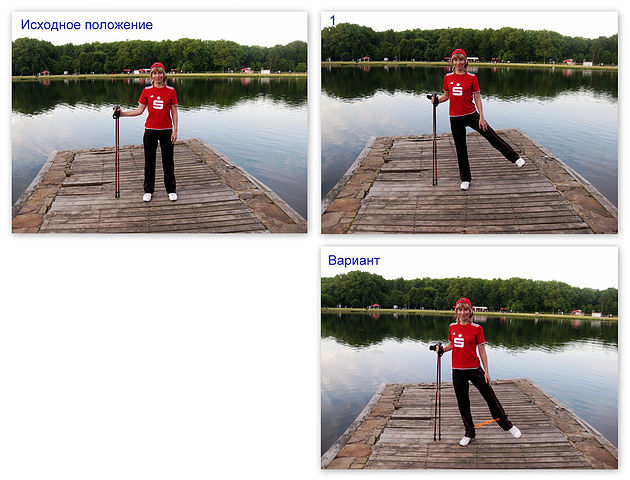 Исходное положение
1
Вариант